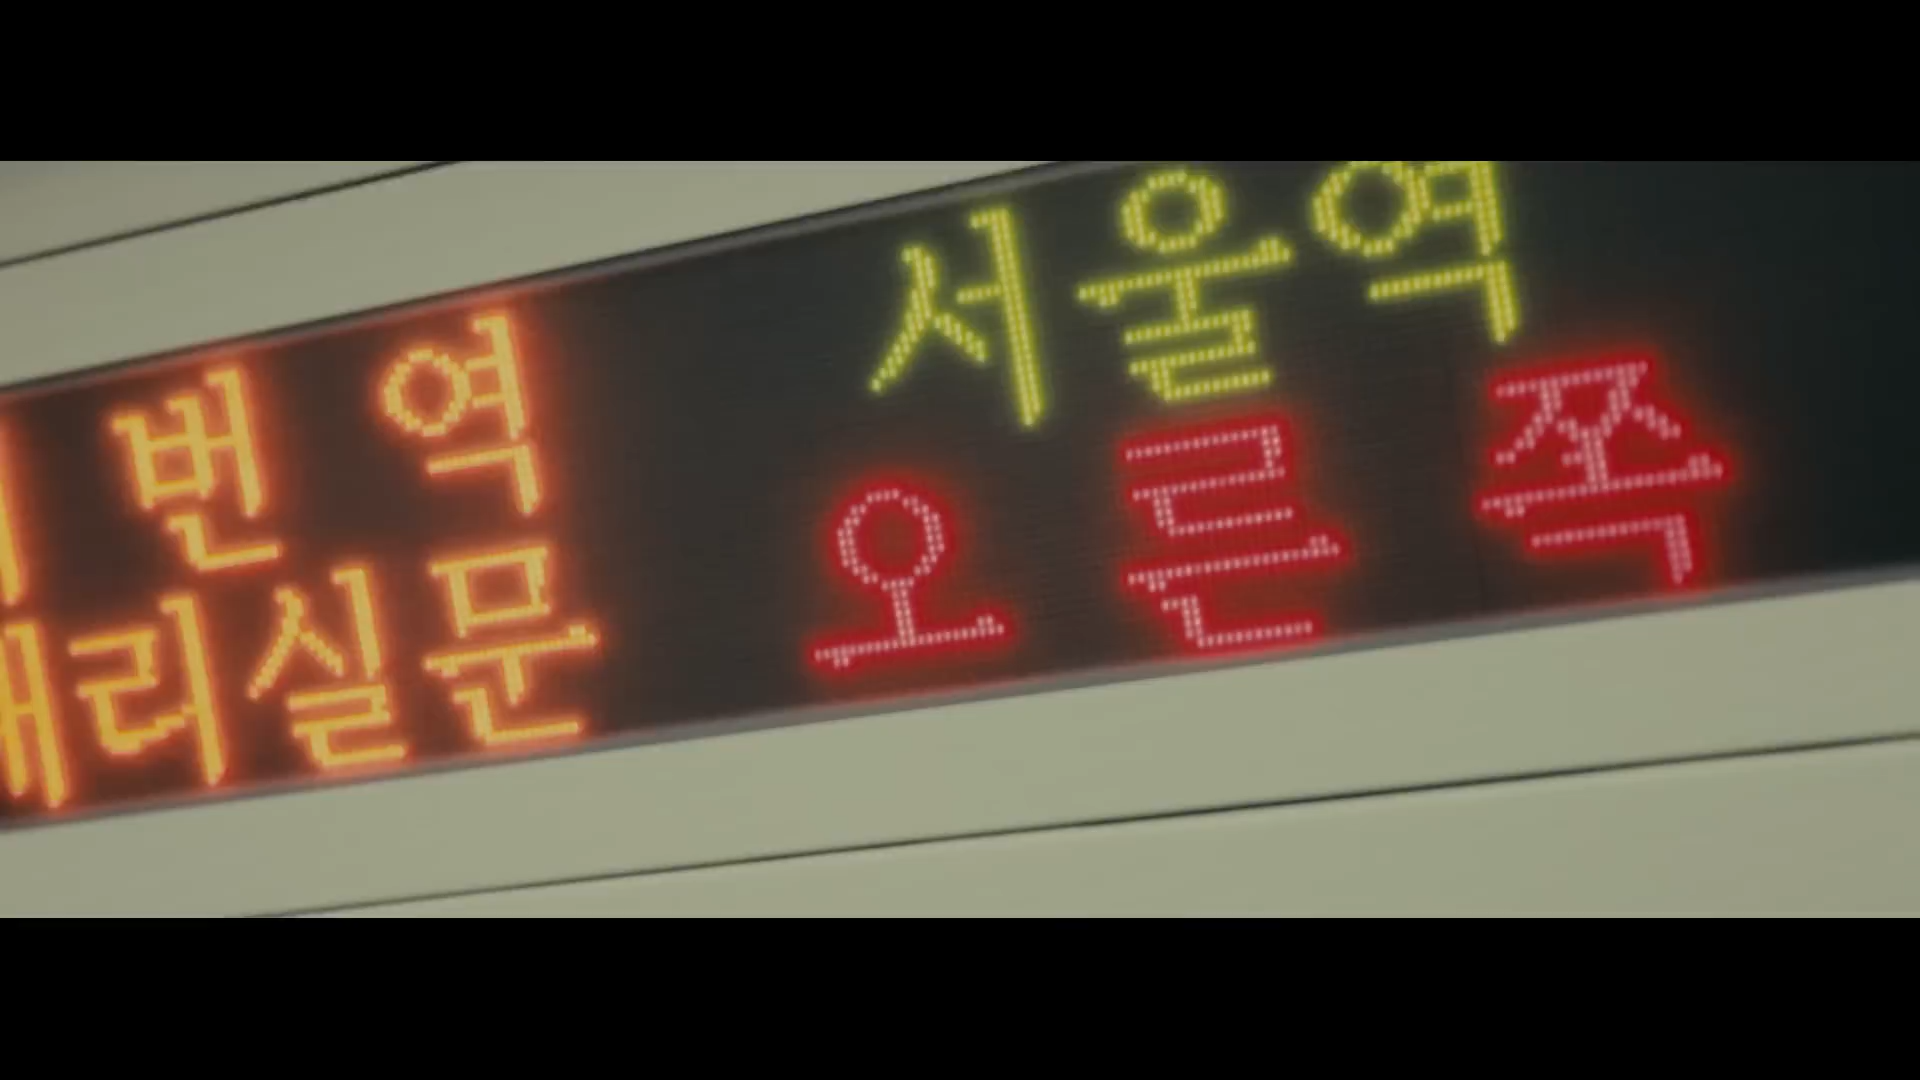 번 역 서울역
리실문 오른쪽